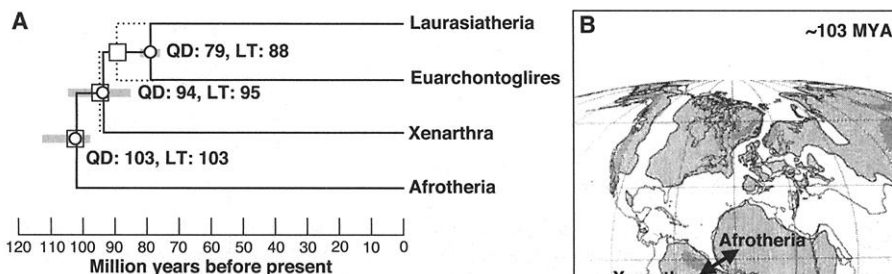 A
Laurasiatheria
QD: 79, LT: 88
Euarchontoglires
QD: 94, LT: 95
Xenarthra
QD: 103, LT: 103
Afrotheria
120 110 100 90 80 70 60 50 40 30 20 10 0
Million years before present
B
~103 MYA
Afrotheria